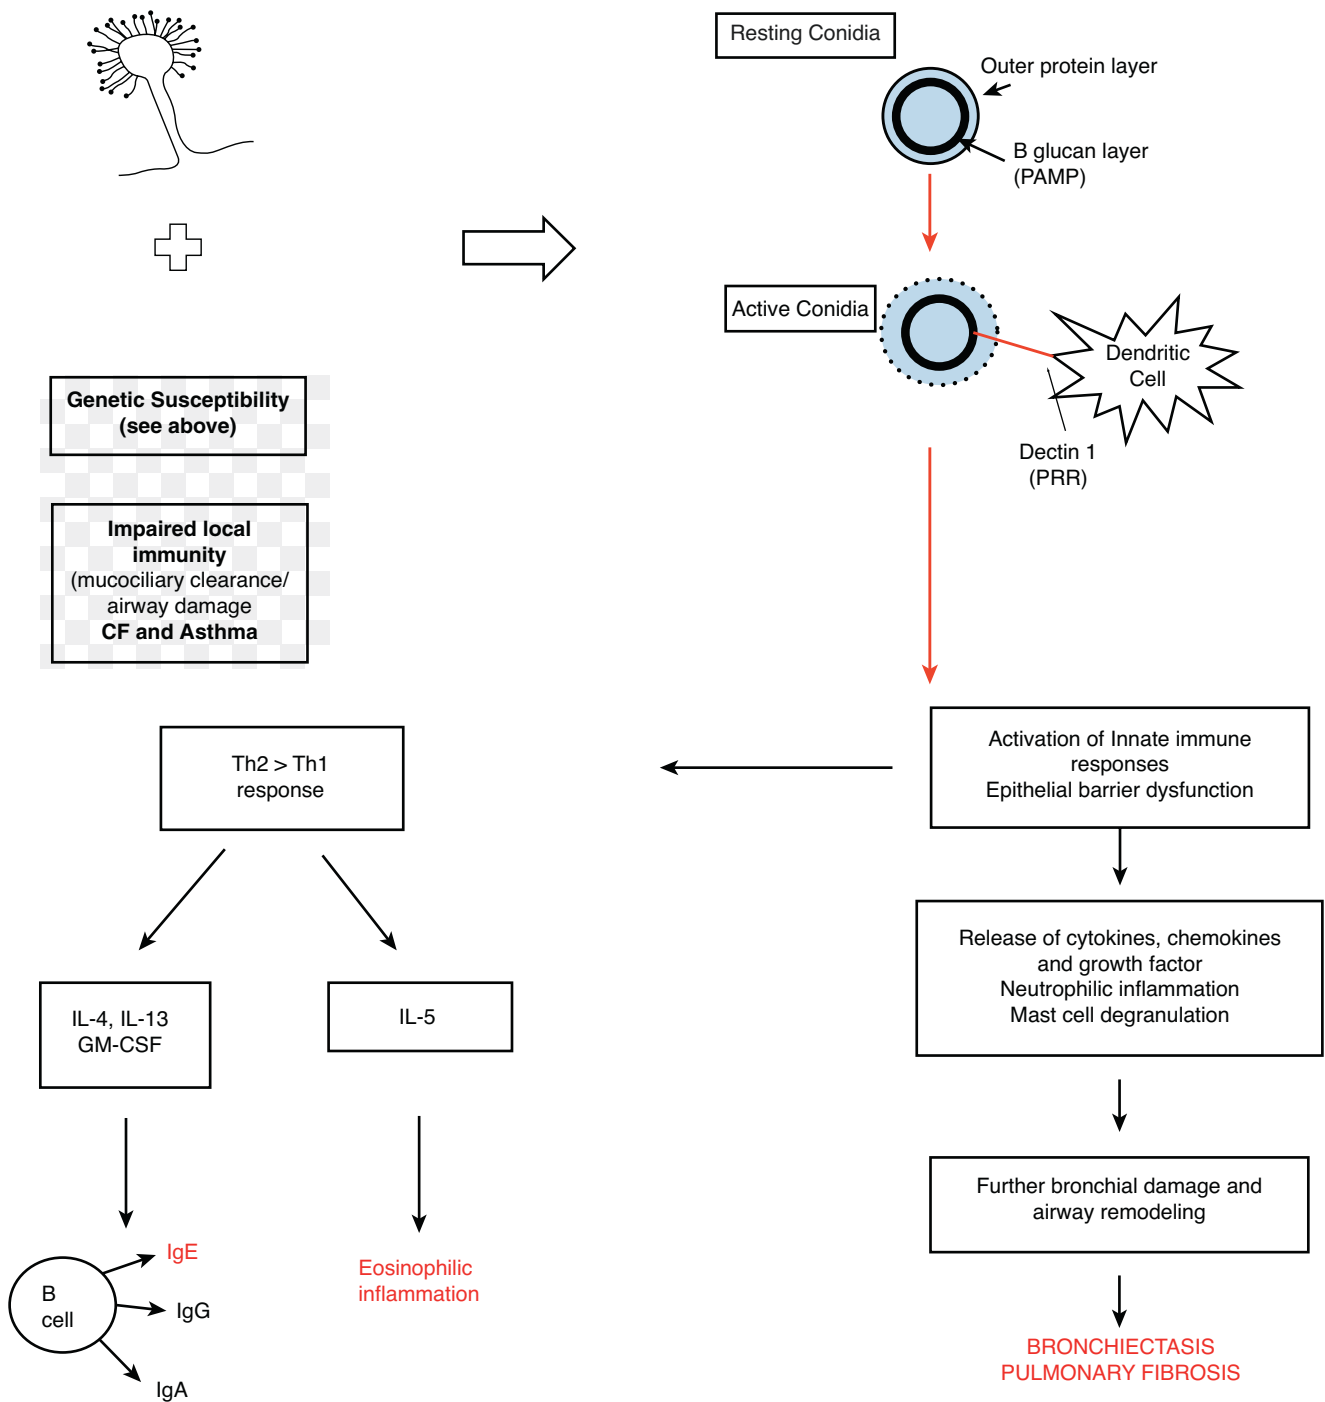 Resting Conidia
Outer protein layer
B glucan layer
(PAMP)
Active Conidia
Dendritic
Cell
Dectin 1
(PRR)
Genetic Susceptibility
(see above)
Impaired local
immunity
(mucociliary clearance/
airway damage
CF and Asthma
Activation of Innate immune
responses
Epithelial barrier dysfunction
Th2 > Th1
response
Release of cytokines, chemokines
and growth factor
Neutrophilic inflammation
Mast cell degranulation
IL-4, IL-13
GM-CSF
IL-5
Further bronchial damage and
airway remodeling
IgE
B
cell
IgG
IgA
Eosinophilic
inflammation
BRONCHIECTASIS
PULMONARY FIBROSIS